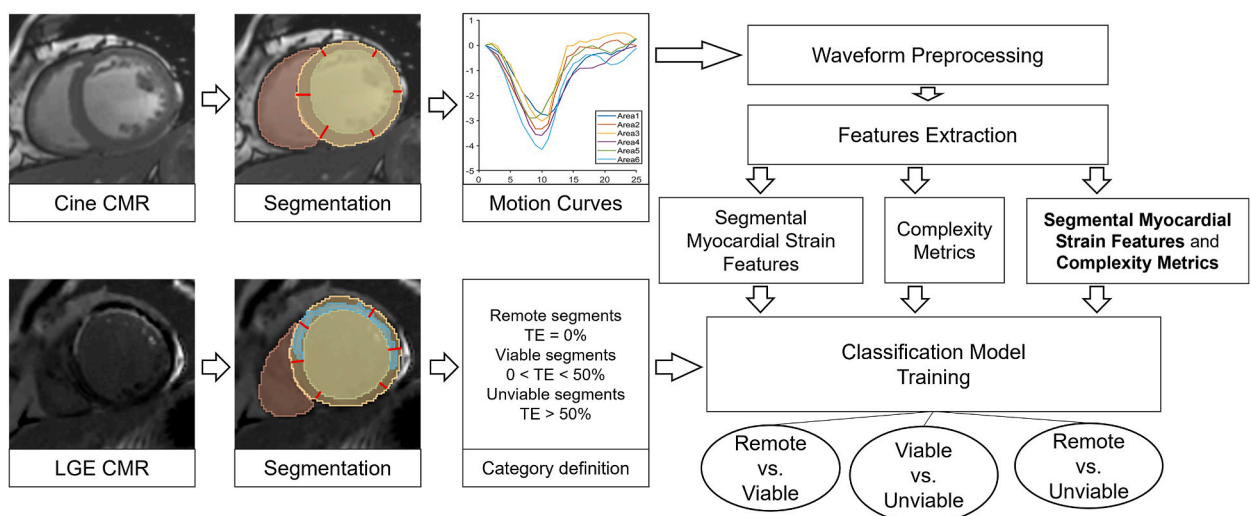 Cine CMR
Segmentation
1
0
-1
-2
-3
-4
-5
0
5
10
15
20
25
Area1
Area2
Area3
Area4
Area5
Area6
Motion Curves
Waveform Preprocessing
Features Extraction
Segmental
Myocardial Strain
Features
Complexity
Metrics
Segmental Myocardial
Strain Features and
Complexity Metrics
LGE CMR
Segmentation
Remote segments
TE = 0%
Viable segments
0 < TE < 50%
Unviable segments
TE > 50%
Category definition
Classification Model
Training
Remote
vs.
Viable
Viable
vs.
Unviable
Remote
vs.
Unviable